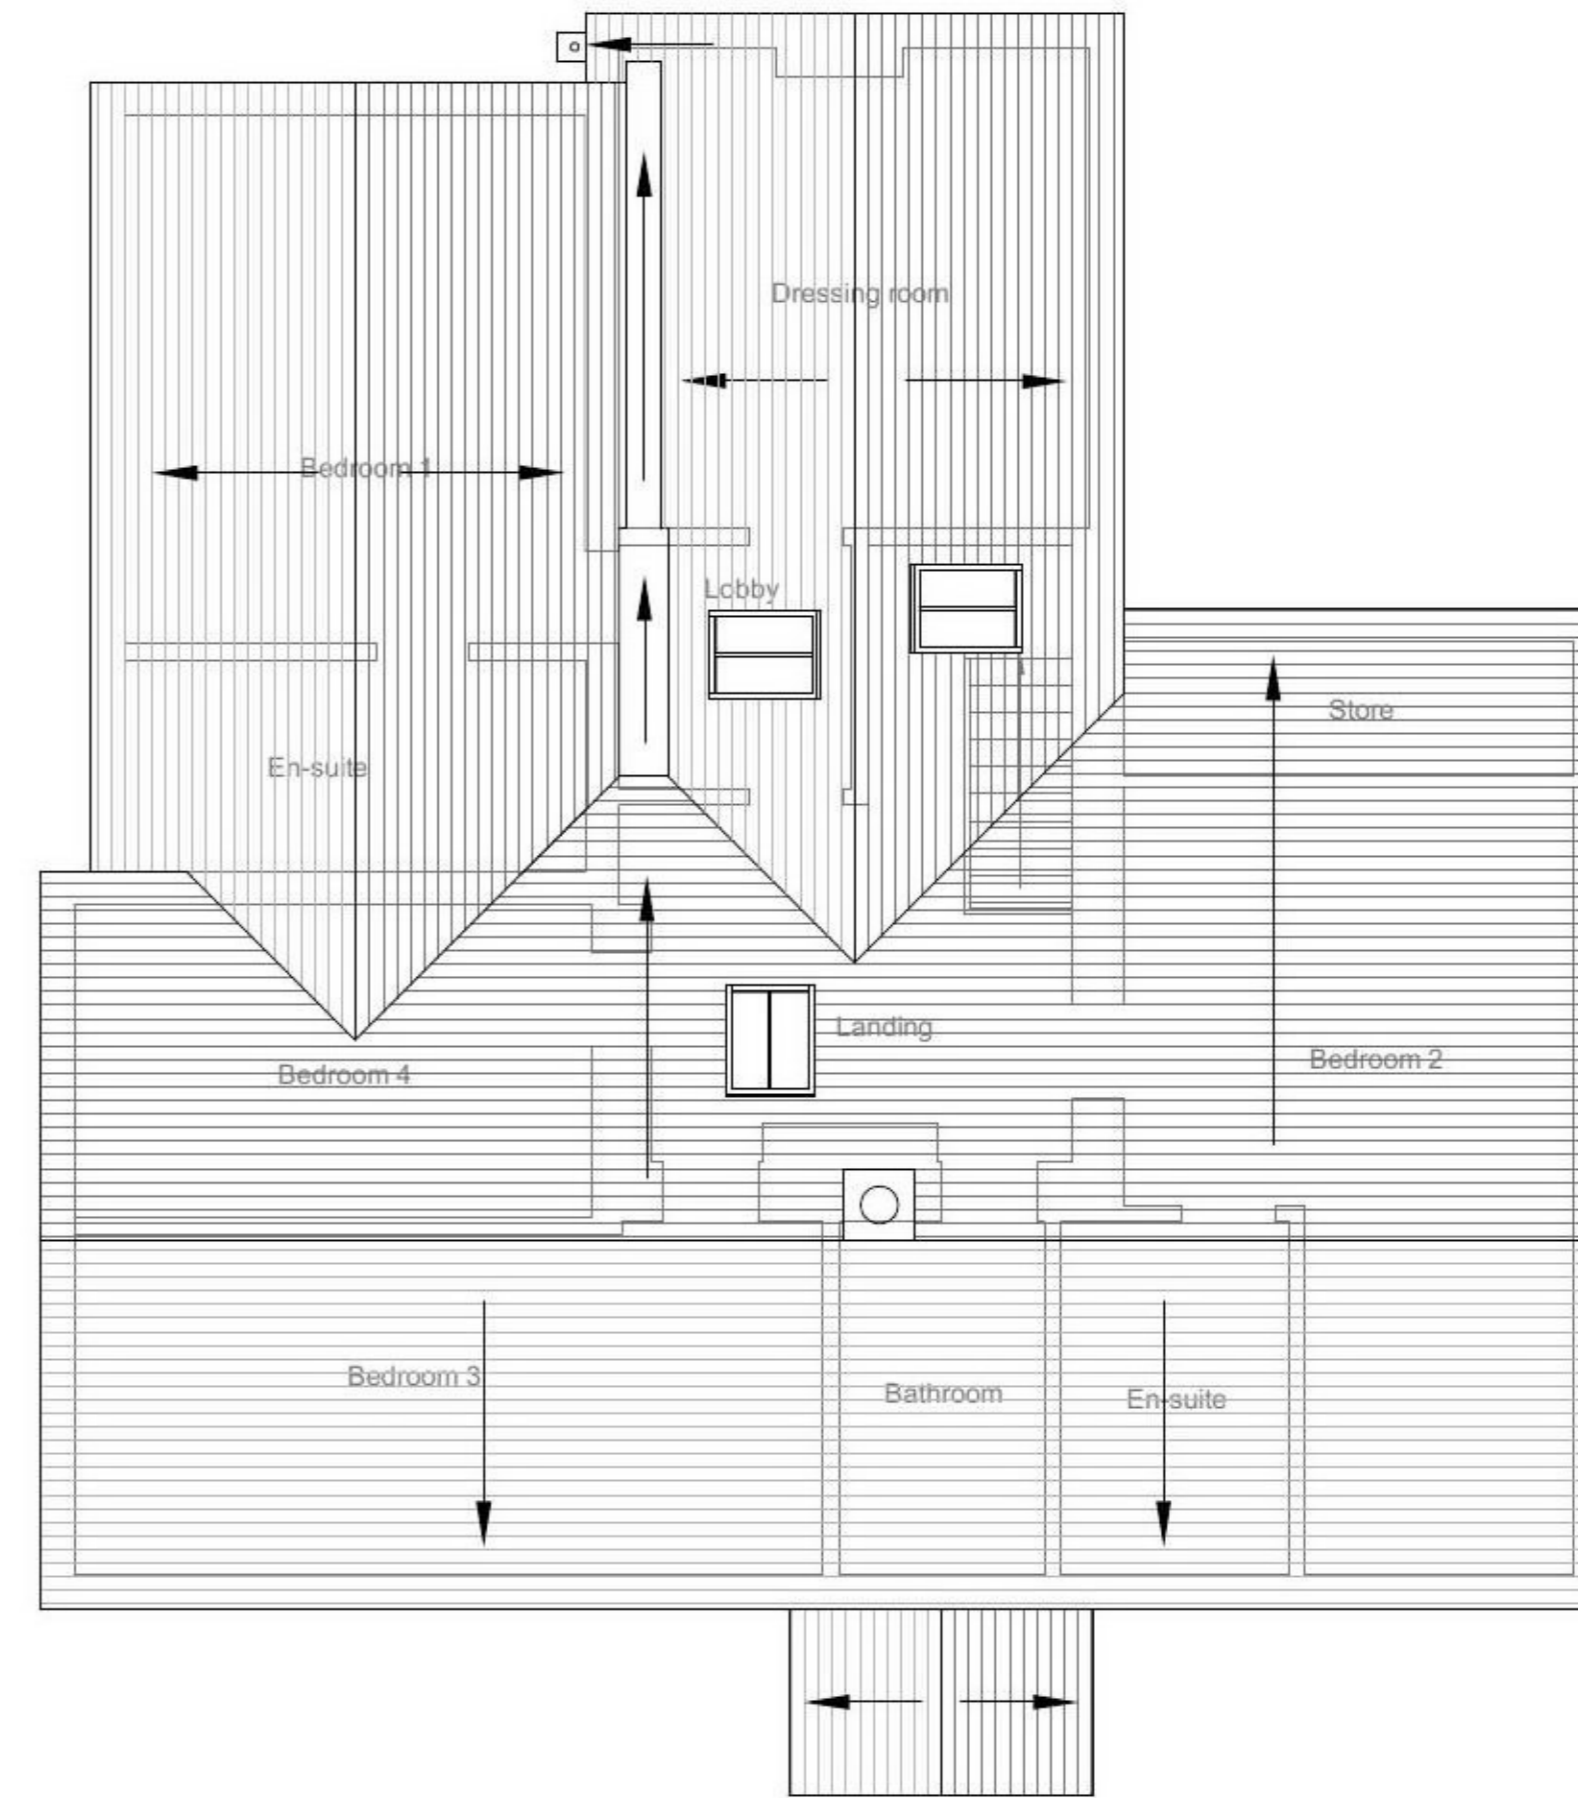 Dressing room
Bedroom 1
Lobby
Store
En-suite
Landing
Bedroom 2
Bedroom 4
Bedroom 3
Bathroom
En-suite